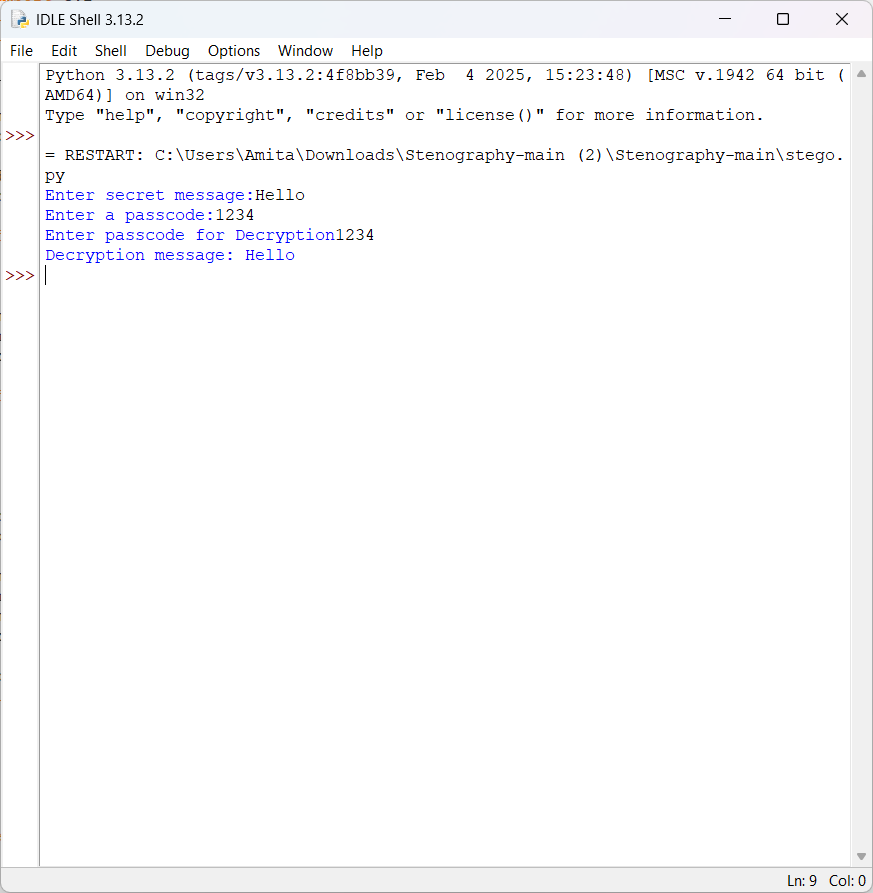 IDLE Shell 3.13.2
File Edit Shell Debug Options Window Help
Python 3.13.2 (tags/v3.13.2:4f8bb39, Feb  4 2025, 15:23:48) [MSC v.1942 64 bit (
AMD64)] on win32
Type "help", "copyright", "credits" or "license()" for more information.
>>>
= RESTART: C:\Users\Amita\Downloads\Stenography-main (2)\Stenography-main\stego.
py
Enter secret message:Hello
Enter a passcode:1234
Enter passcode for Decryption1234
Decryption message: Hello
>>>
Ln: 9 Col: 0